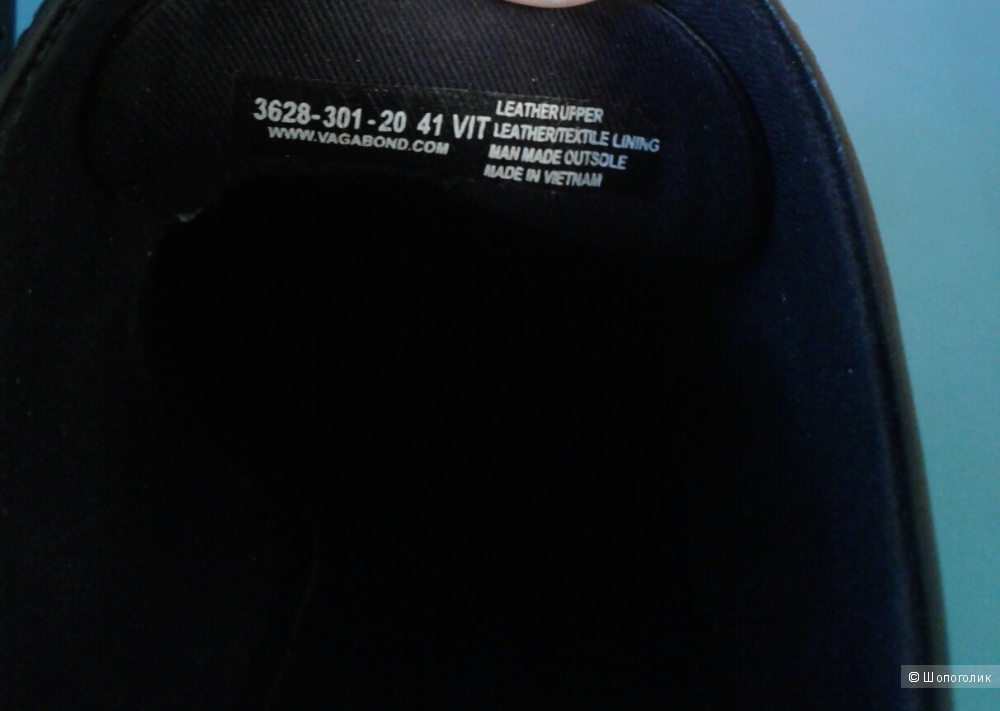 3628-301-20 41 VIT
WWW.VAGABOND.COM
LEATHER UPPER
LEATHER/TEXTILE LINING
MAN MADE OUTSOLE
MADE IN VIETNAM
© Шопоголик